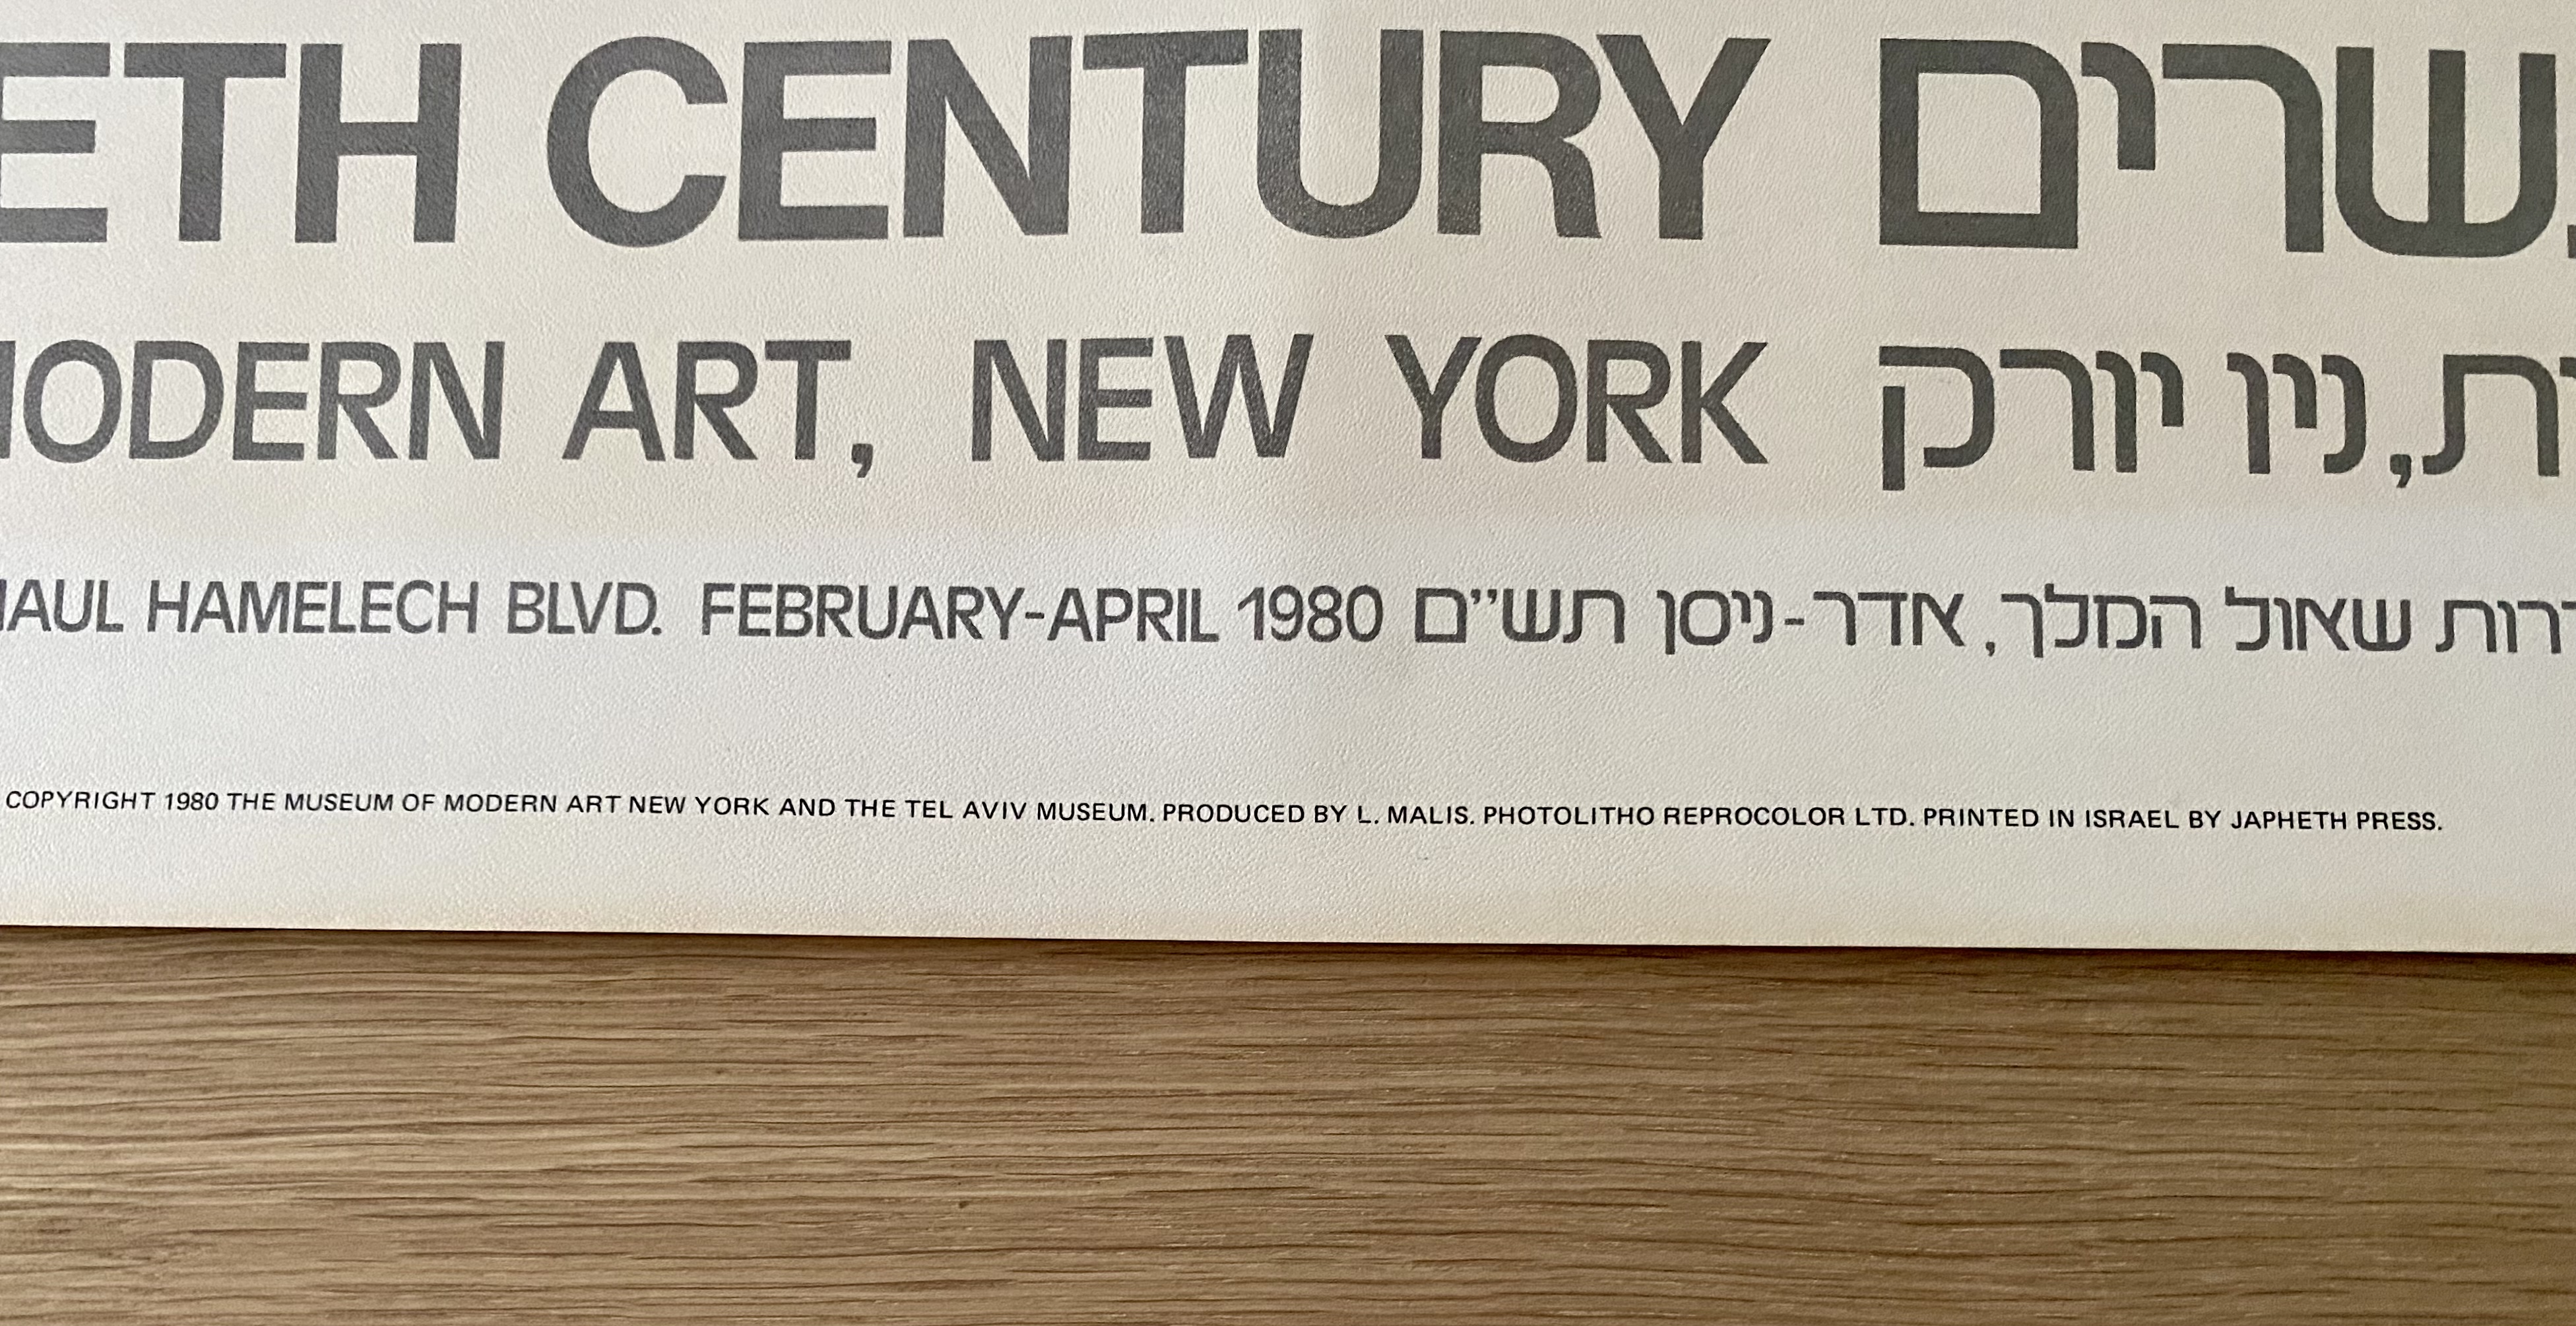 ETH CENTURY שרים
MODERN ART, NEW YORK ת, ניו יורק
HAUL HAMELECH BLVD. FEBRUARY-APRIL 1980 רות שאול המלך, אדר-ניסן תש״ם
COPYRIGHT 1980 THE MUSEUM OF MODERN ART NEW YORK AND THE TEL AVIV MUSEUM. PRODUCED BY L. MALIS. PHOTOLITHO REPROCOLOR LTD. PRINTED IN ISRAEL BY JAPHETH PRESS.